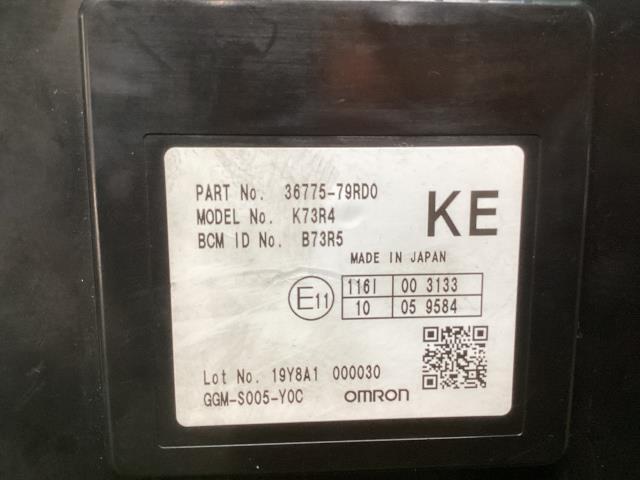 PART No. 36775-79RD0
MODEL No. K73R4
BCM ID No. B73R5
KE
MADE IN JAPAN
E11
116I 00 3133
10 05 9584
Lot No. 19Y8A1 000030
GGM-S005-Y0C OMRON